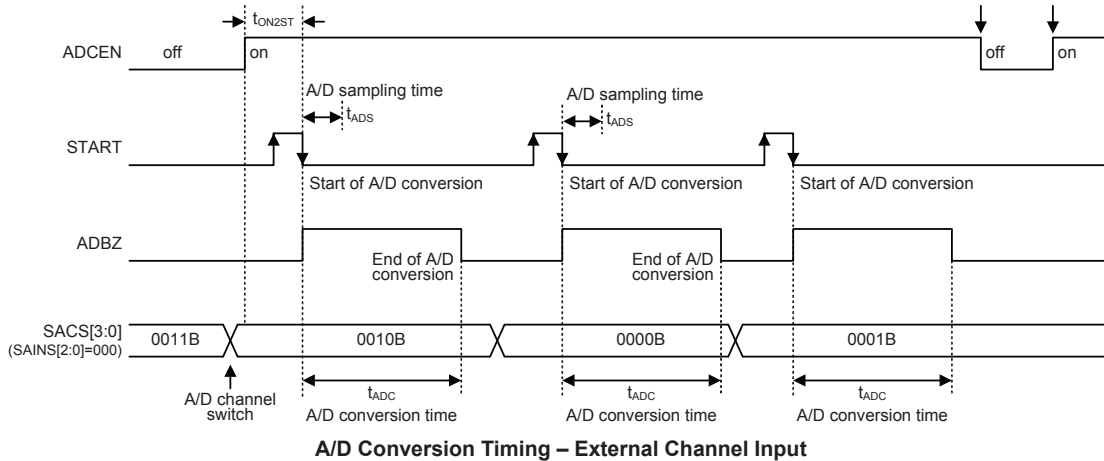 tON2ST
ADCEN
off
on
off
on
A/D sampling time
tADS
A/D sampling time
tADS
START
Start of A/D conversion
Start of A/D conversion
Start of A/D conversion
ADBZ
End of A/D
conversion
End of A/D
conversion
SACS[3:0]
(SAINS[2:0]=000)
0011B
0010B
0000B
0001B
A/D channel
switch
tADC
A/D conversion time
tADC
A/D conversion time
tADC
A/D conversion time
A/D Conversion Timing – External Channel Input